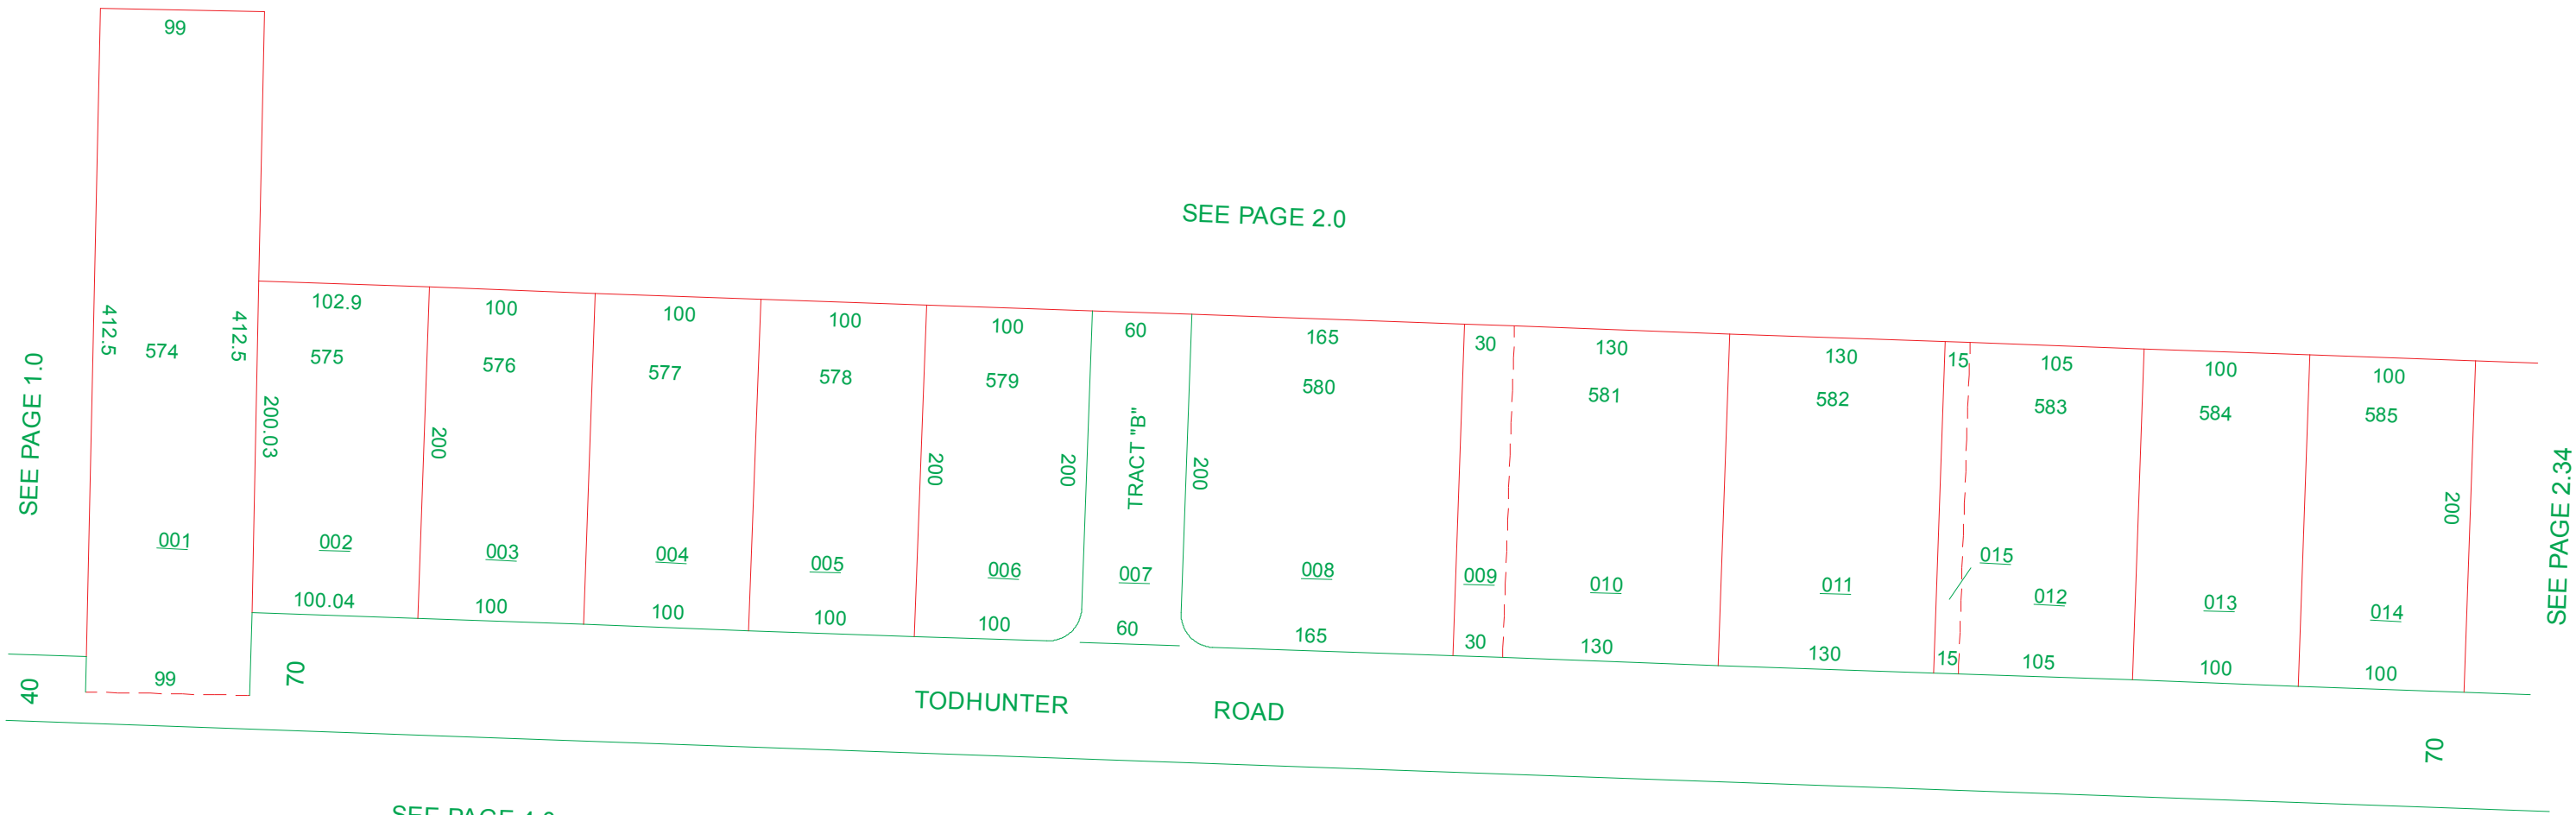 99
SEE PAGE 2.0
102.9 100 100 100 100 60 165 30 130 130 15 105 100 100
412.5 574 412.5 575 576 577 578 579 580 581 582 583 584 585
SEE PAGE 1.0
200.03 200 200 200 TRACT "B" 200 200
SEE PAGE 2.34
001 002 003 004 005 006 007 008 009 010 011 015 012 013 014
100.04 100 100 100 100 60 165 30 130 130 15 105 100 100
99
40 70
TODHUNTER ROAD
70